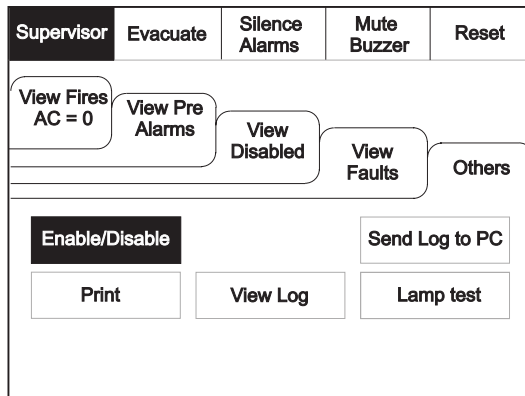 Supervisor
Evacuate
Silence
Alarms
Mute
Buzzer
Reset
View Fires
AC = 0
View Pre
Alarms
View
Disabled
View
Faults
Others
Enable/Disable
Send Log to PC
Print
View Log
Lamp test